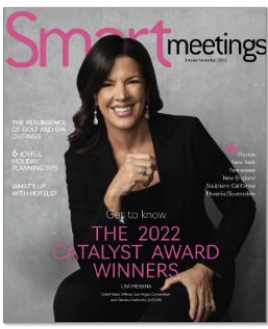 Smart
meetings
October/November 2022
THE RESURGENCE
OF GOLF AND SPA
OUTINGS
6 JOYFUL
HOLIDAY
PLANNING TIPS
WHAT'S UP
WITH HOTELS?
+
Florida
New York
Tennessee
New England
Southern California
Phoenix/Scottsdale
Get to know
THE 2022
CATALYST AWARD
WINNERS
LISA MESSINA
Chief Sales Officer, Las Vegas Convention
and Visitors Authority (LVCVA)